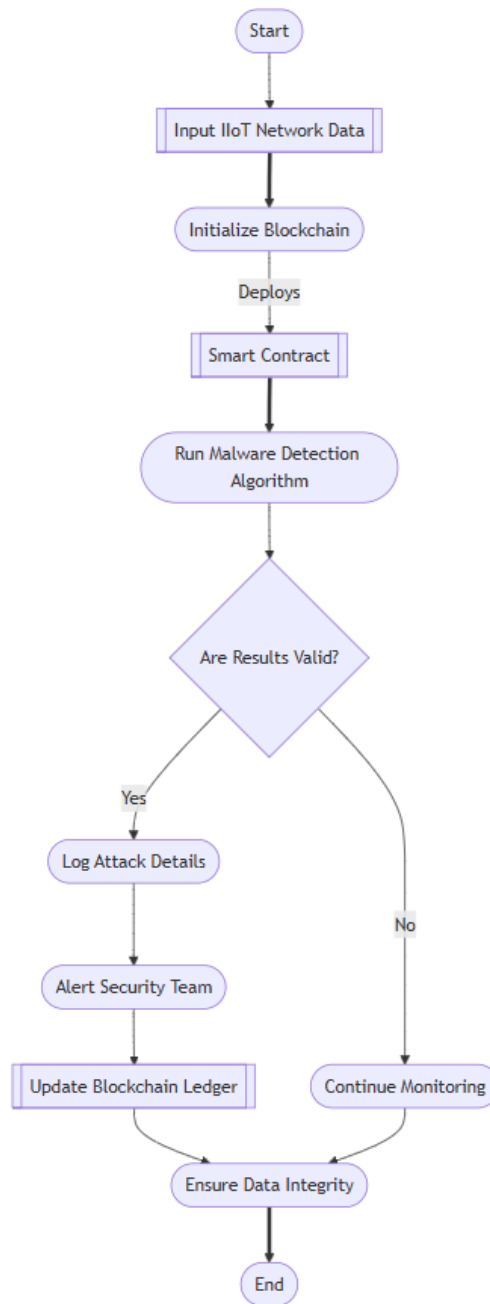 Start
Input IIoT Network Data
Initialize Blockchain
Deploys
Smart Contract
Run Malware Detection
Algorithm
Are Results Valid?
Yes
Log Attack Details
No
Alert Security Team
Update Blockchain Ledger
Continue Monitoring
Ensure Data Integrity
End